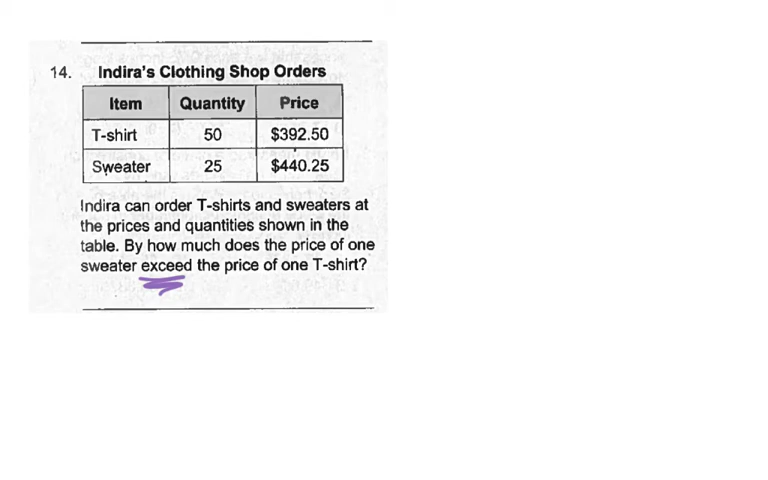 14. Indira's Clothing Shop Orders
Item Quantity Price
T-shirt 50 $392.50
Sweater 25 $440.25
Indira can order T-shirts and sweaters at
the prices and quantities shown in the
table. By how much does the price of one
sweater exceed the price of one T-shirt?